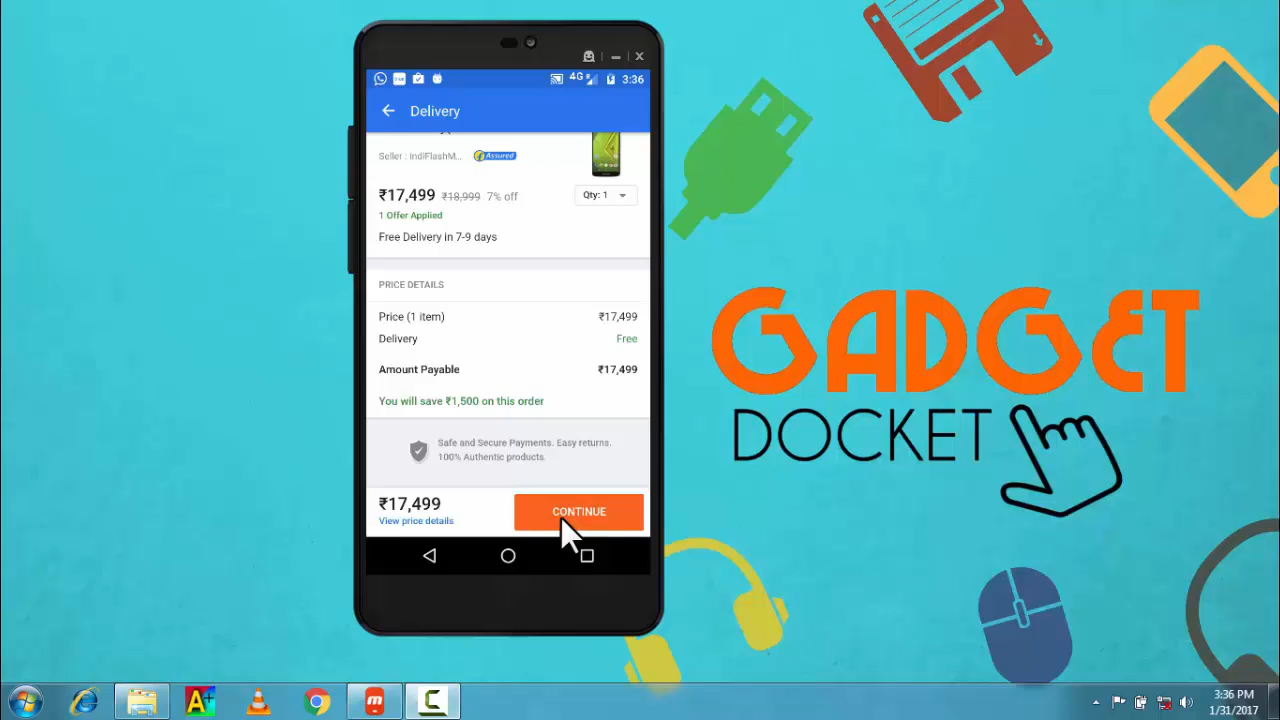 4G 3:36
Delivery
Seller : IndiFlashM... Assured
₹17,499 ₹18,999 7% off
Qty: 1
1 Offer Applied
Free Delivery in 7-9 days
PRICE DETAILS
Price (1 item) ₹17,499
Delivery Free
Amount Payable ₹17,499
You will save ₹1,500 on this order
Safe and Secure Payments. Easy returns.
100% Authentic products.
₹17,499
View price details
CONTINUE
GADGET
DOCKET
3:36 PM
1/31/2017